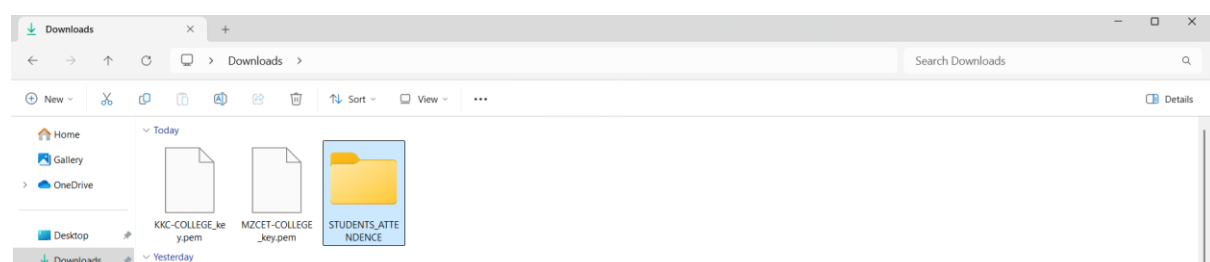 Downloads
Downloads
Search Downloads
New
Sort
View
Details
Home
Gallery
OneDrive
Desktop
Downloads
Today
KKC-COLLEGE_ke
y.pem
MZCET-COLLEGE
_key.pem
STUDENTS_ATTE
NDENCE
Yesterday